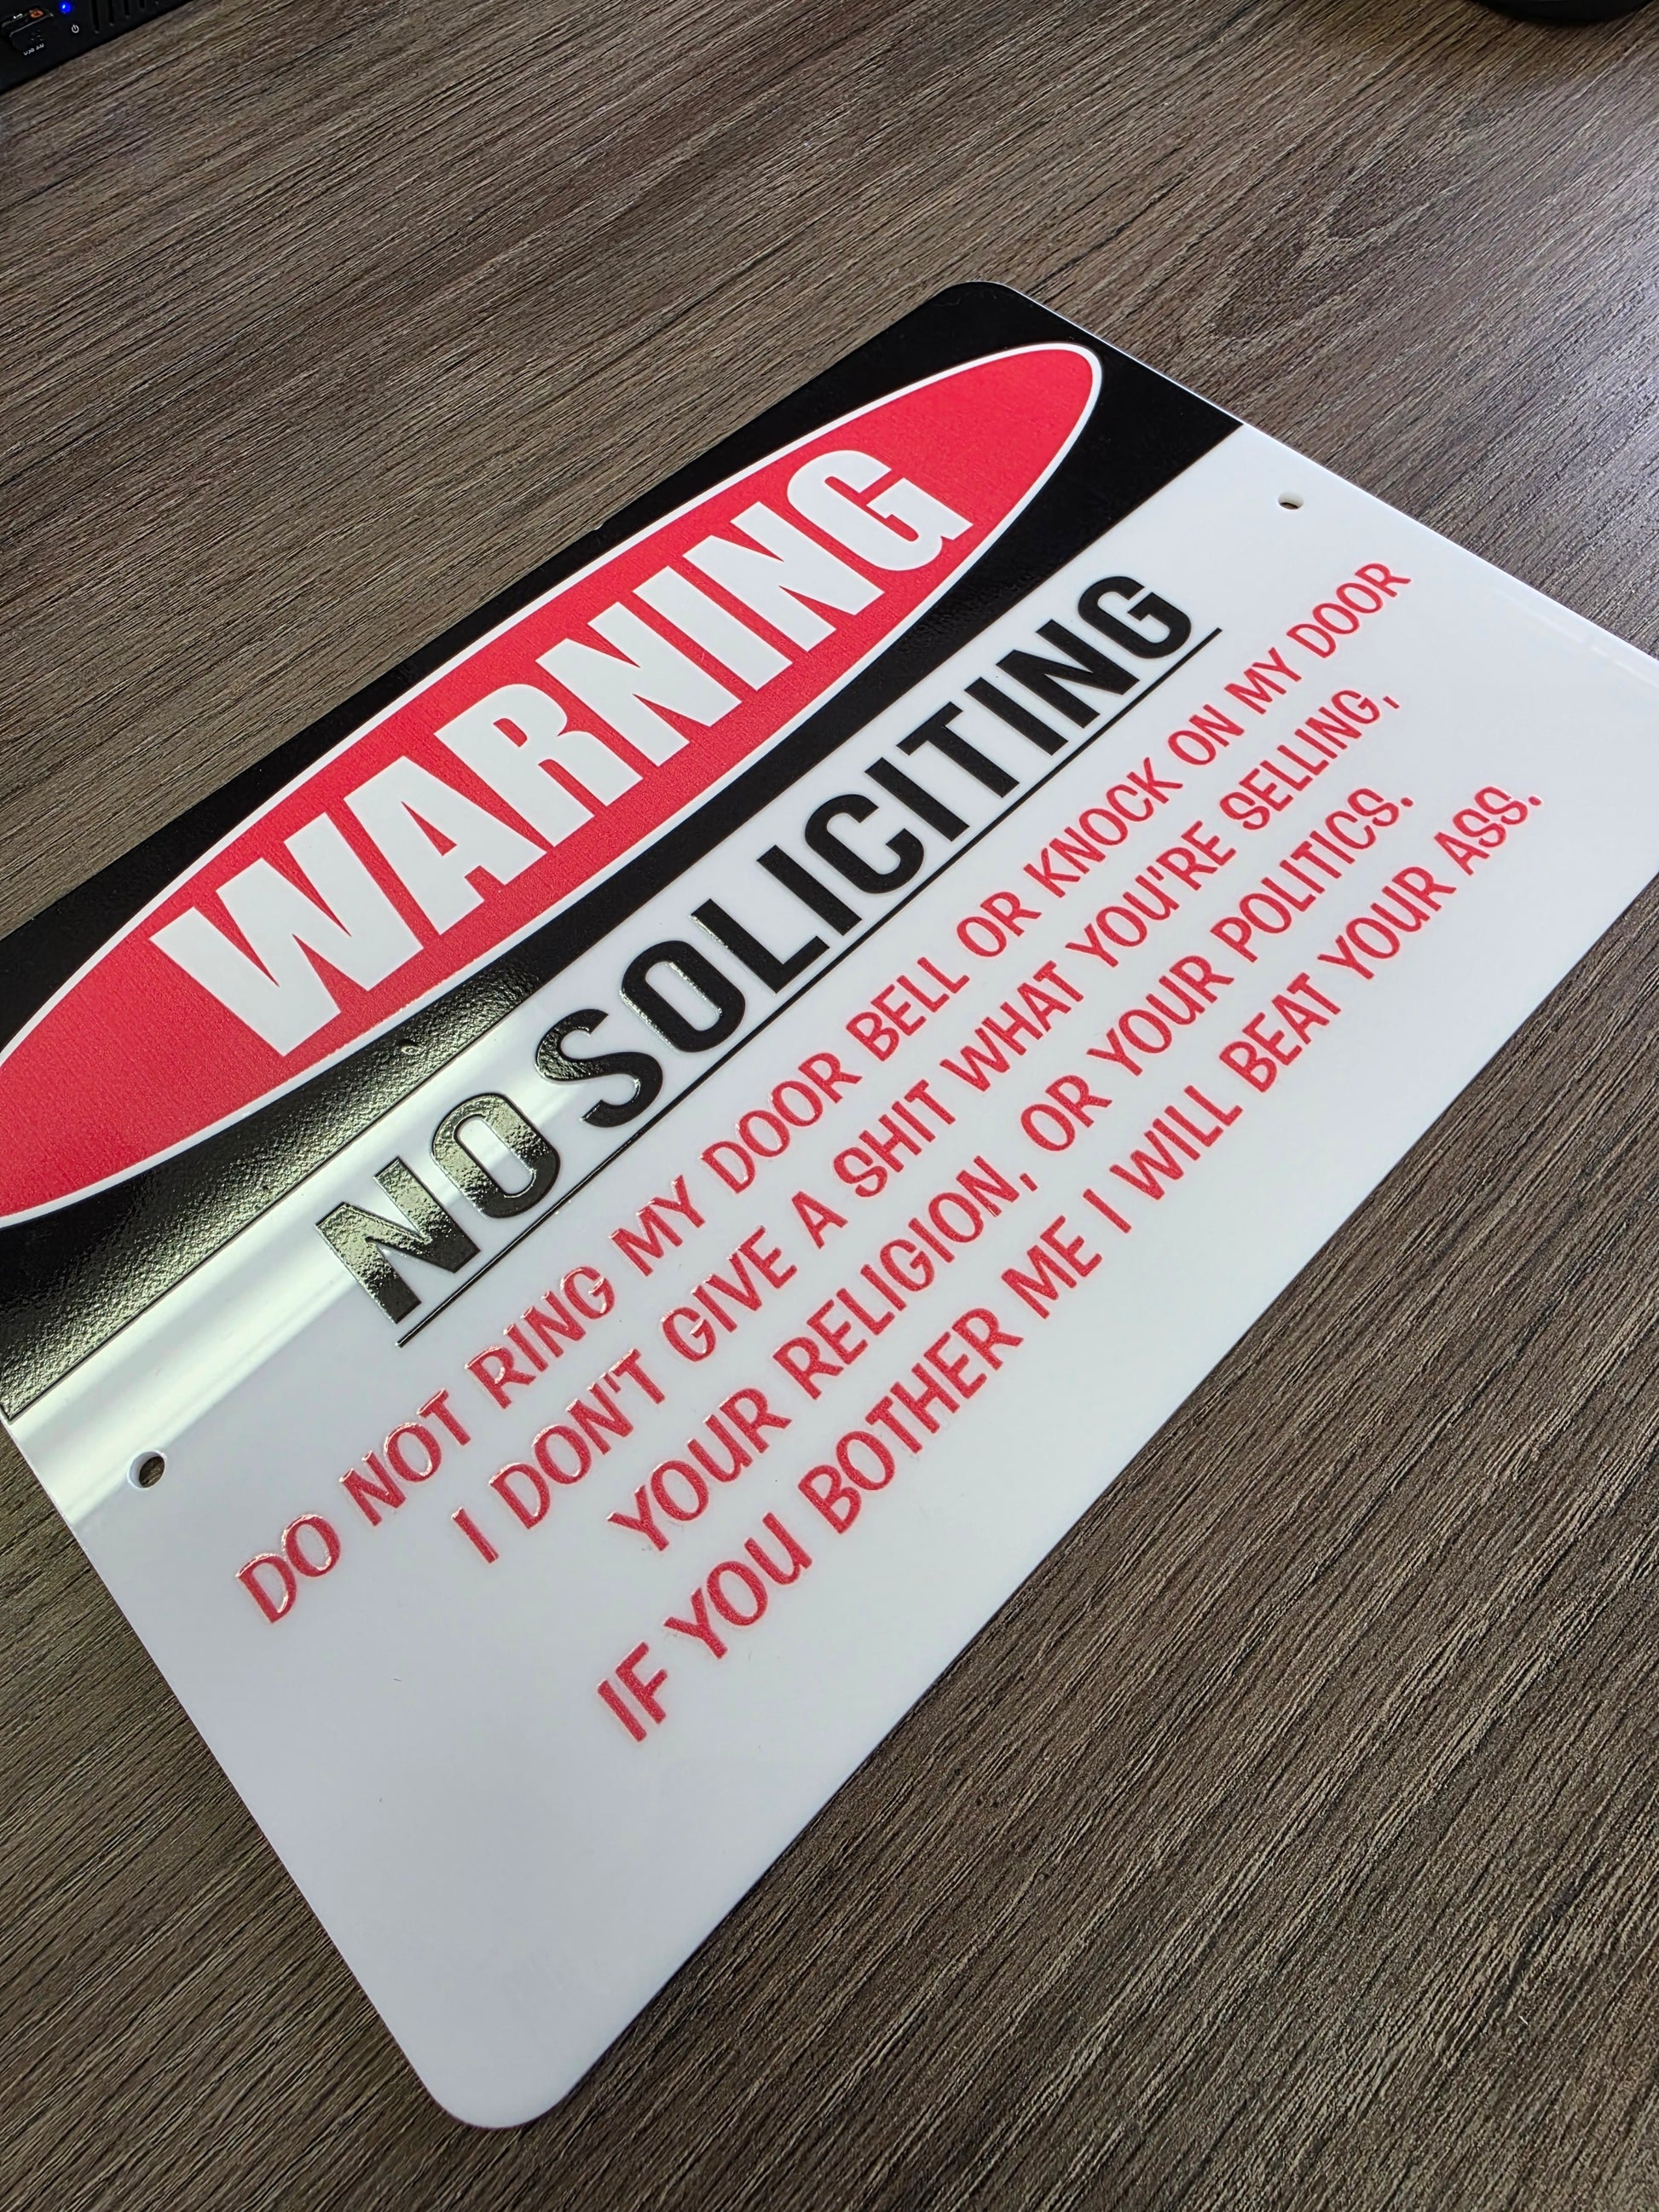 WARNING
NO SOLICITING
DO NOT RING MY DOOR BELL OR KNOCK ON MY DOOR
I DON'T GIVE A SHIT WHAT YOU'RE SELLING,
YOUR RELIGION, OR YOUR POLITICS.
IF YOU BOTHER ME I WILL BEAT YOUR ASS.